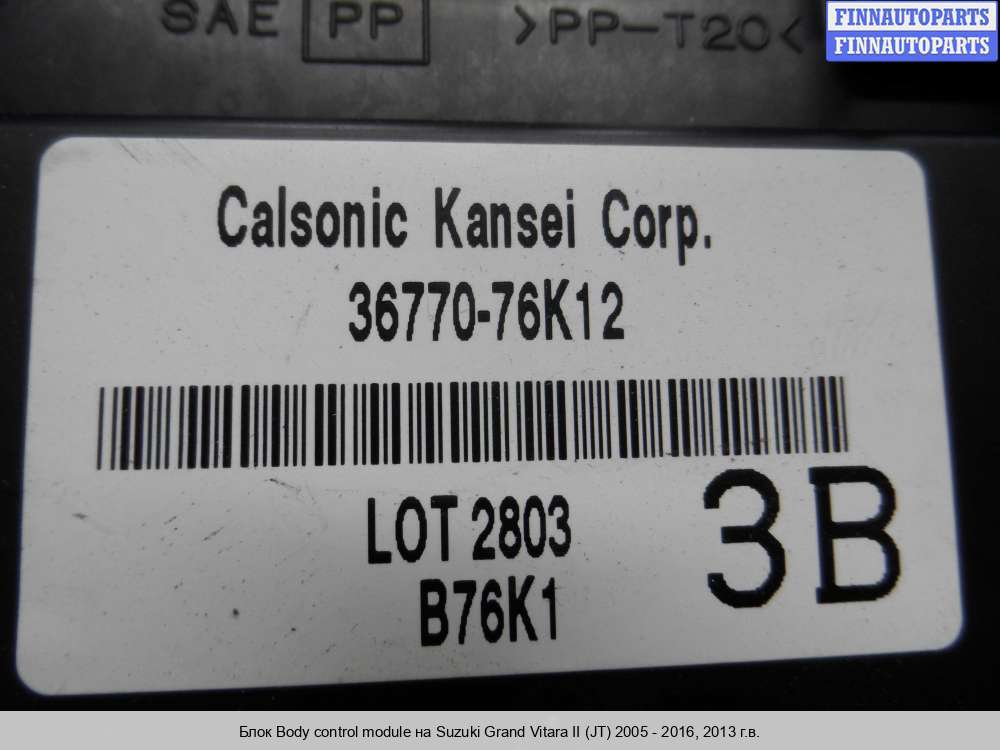 SAE PP >PP-T20<
FINNAUTOPARTS
FINNAUTOPARTS
Calsonic Kansei Corp.
36770-76K12
LOT 2803
3B
B76K1
Блок Body control module на Suzuki Grand Vitara II (JT) 2005 - 2016, 2013 г.в.